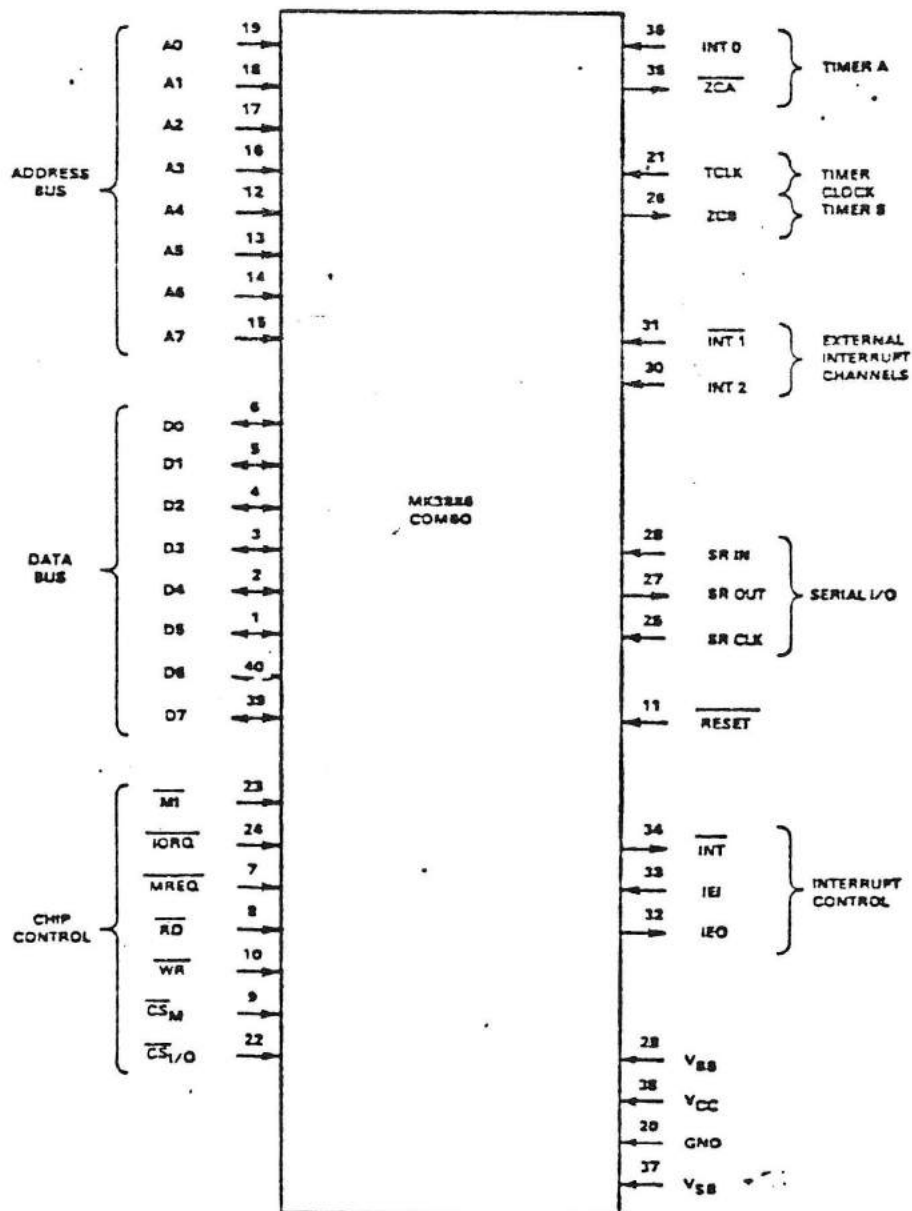 19
A0
18
A1
17
A2
16
A3
12
A4
13
A5
14
A6
15
A7
ADDRESS
BUS
6
D0
5
D1
4
D2
3
D3
2
D4
1
D5
40
D6
39
D7
DATA
BUS
23
M1
24
IORQ
7
MREQ
8
RD
10
WR
9
CSM
22
CSI/O
CHIP
CONTROL
MK3886
COMBO
36
INT 0
35
ZCA
TIMER A
21
TCLK
TIMER
CLOCK
26
ZCB
TIMER B
31
INT 1
30
INT 2
EXTERNAL
INTERRUPT
CHANNELS
28
SR IN
27
SR OUT
25
SR CLK
SERIAL I/O
11
RESET
34
INT
33
IEI
32
IEO
INTERRUPT
CONTROL
29
VBB
38
VCC
20
GND
37
VSB